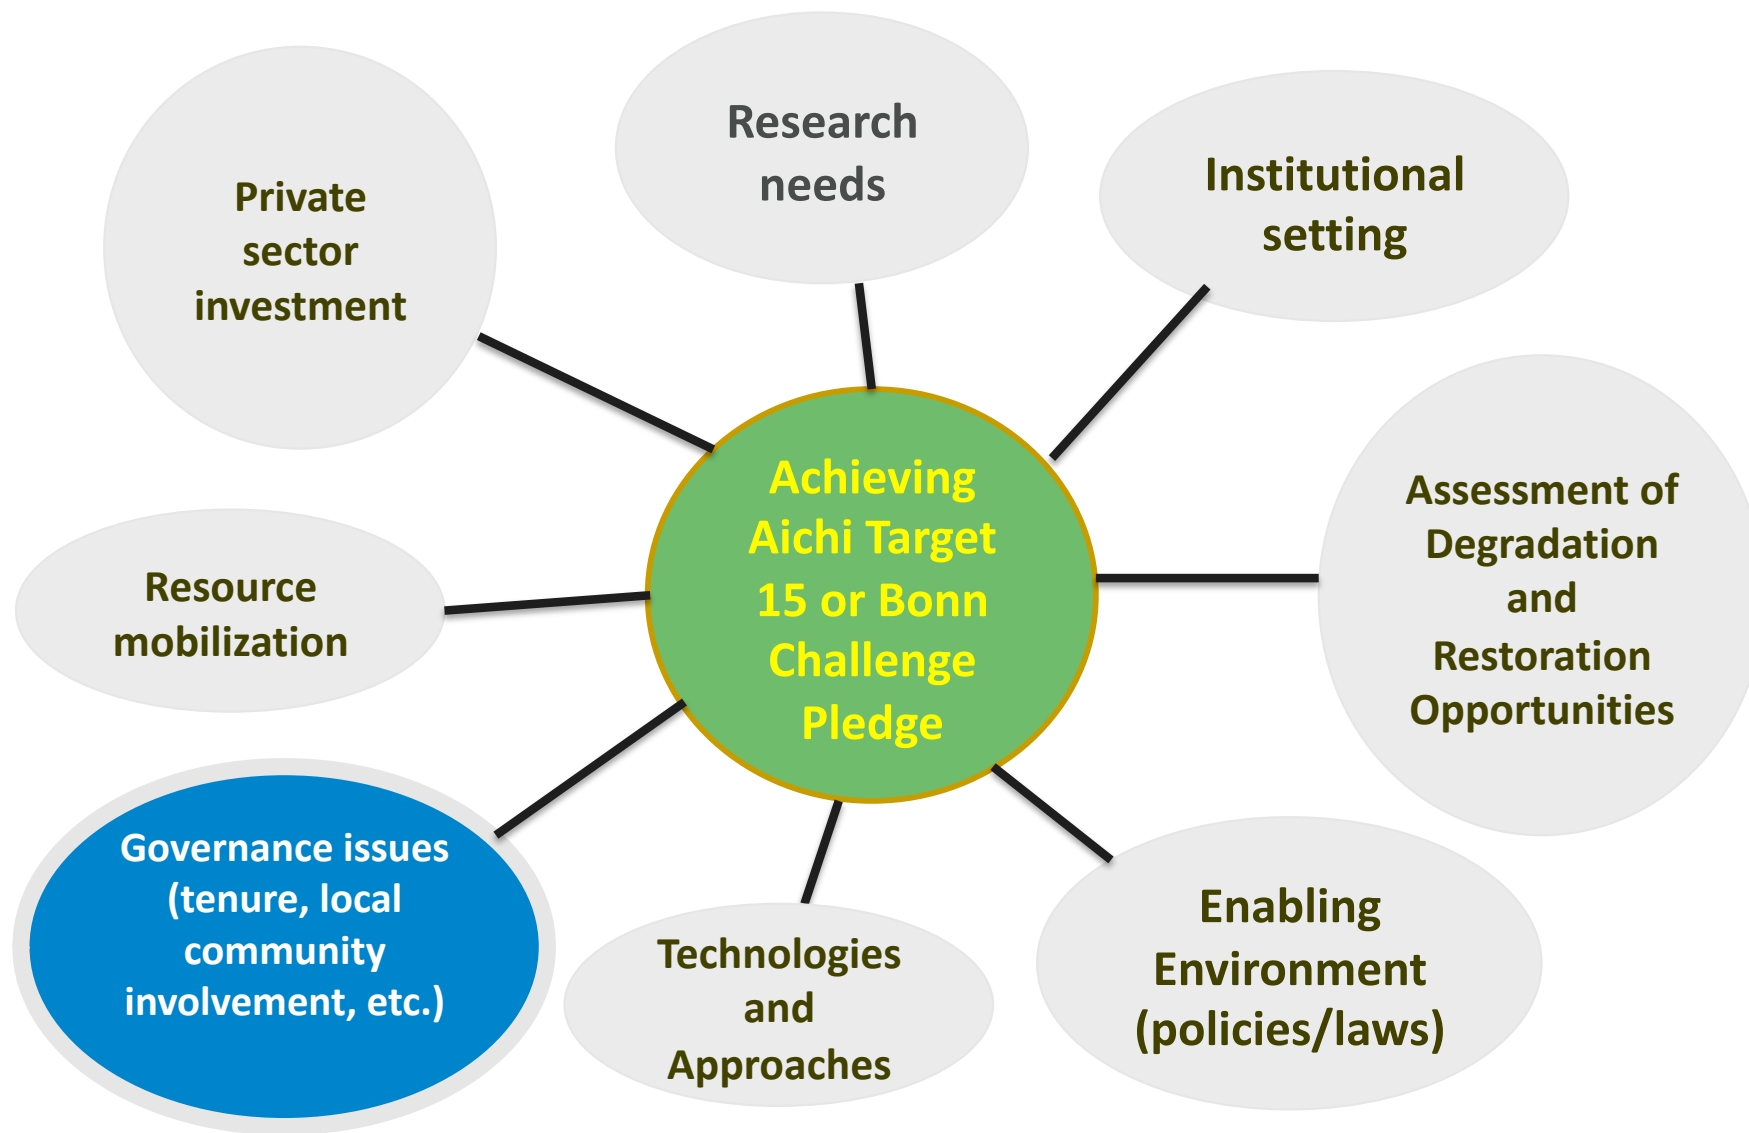 Research
needs
Institutional
setting
Private
sector
investment
Achieving
Aichi Target
15 or Bonn
Challenge
Pledge
Assessment of
Degradation
and
Restoration
Opportunities
Resource
mobilization
Governance issues
(tenure, local
community
involvement, etc.)
Technologies
and
Approaches
Enabling
Environment
(policies/laws)